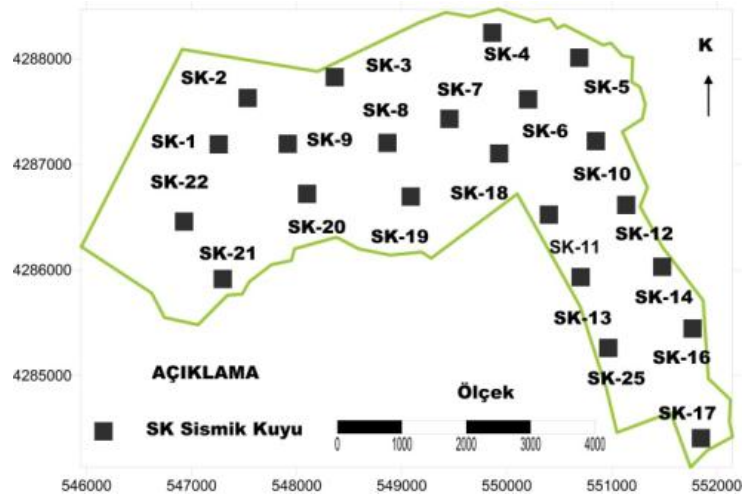 4288000
4287000
4286000
4285000
K
SK-4
SK-3
SK-2
SK-5
SK-7
SK-8
SK-6
SK-1
SK-9
SK-10
SK-22
SK-18
SK-20
SK-19
SK-12
SK-11
SK-21
SK-14
SK-13
SK-16
SK-25
SK-17
AÇIKLAMA
SK Sismik Kuyu
Ölçek
0 1000 2000 3000 4000
546000 547000 548000 549000 550000 551000 552000